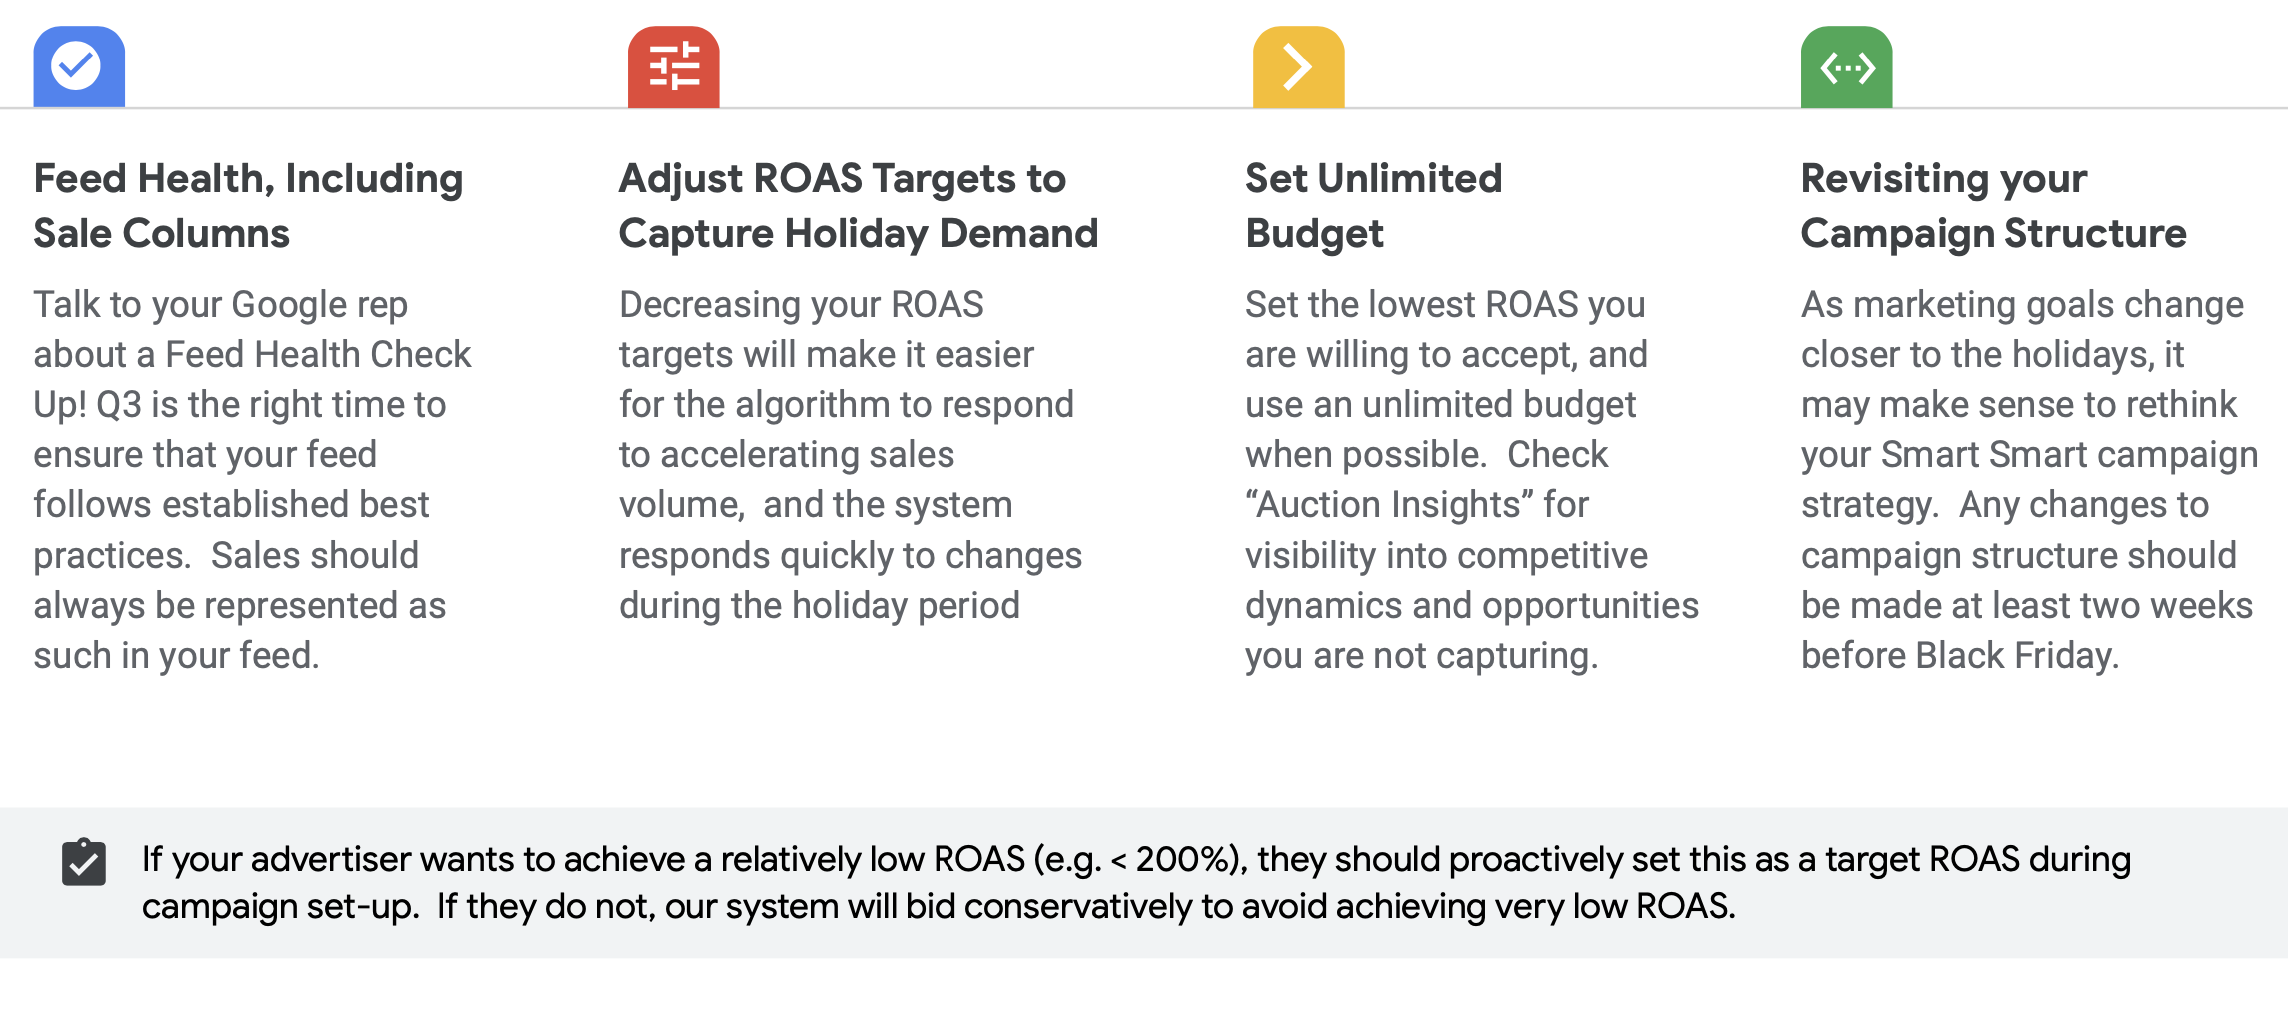 Feed Health, Including
Sale Columns
Talk to your Google rep
about a Feed Health Check
Up! Q3 is the right time to
ensure that your feed
follows established best
practices.  Sales should
always be represented as
such in your feed.
Adjust ROAS Targets to
Capture Holiday Demand
Decreasing your ROAS
targets will make it easier
for the algorithm to respond
to accelerating sales
volume,  and the system
responds quickly to changes
during the holiday period
Set Unlimited
Budget
Set the lowest ROAS you
are willing to accept, and
use an unlimited budget
when possible.  Check
“Auction Insights” for
visibility into competitive
dynamics and opportunities
you are not capturing.
Revisiting your
Campaign Structure
As marketing goals change
closer to the holidays, it
may make sense to rethink
your Smart Smart campaign
strategy.  Any changes to
campaign structure should
be made at least two weeks
before Black Friday.
If your advertiser wants to achieve a relatively low ROAS (e.g. < 200%), they should proactively set this as a target ROAS during
campaign set-up.  If they do not, our system will bid conservatively to avoid achieving very low ROAS.